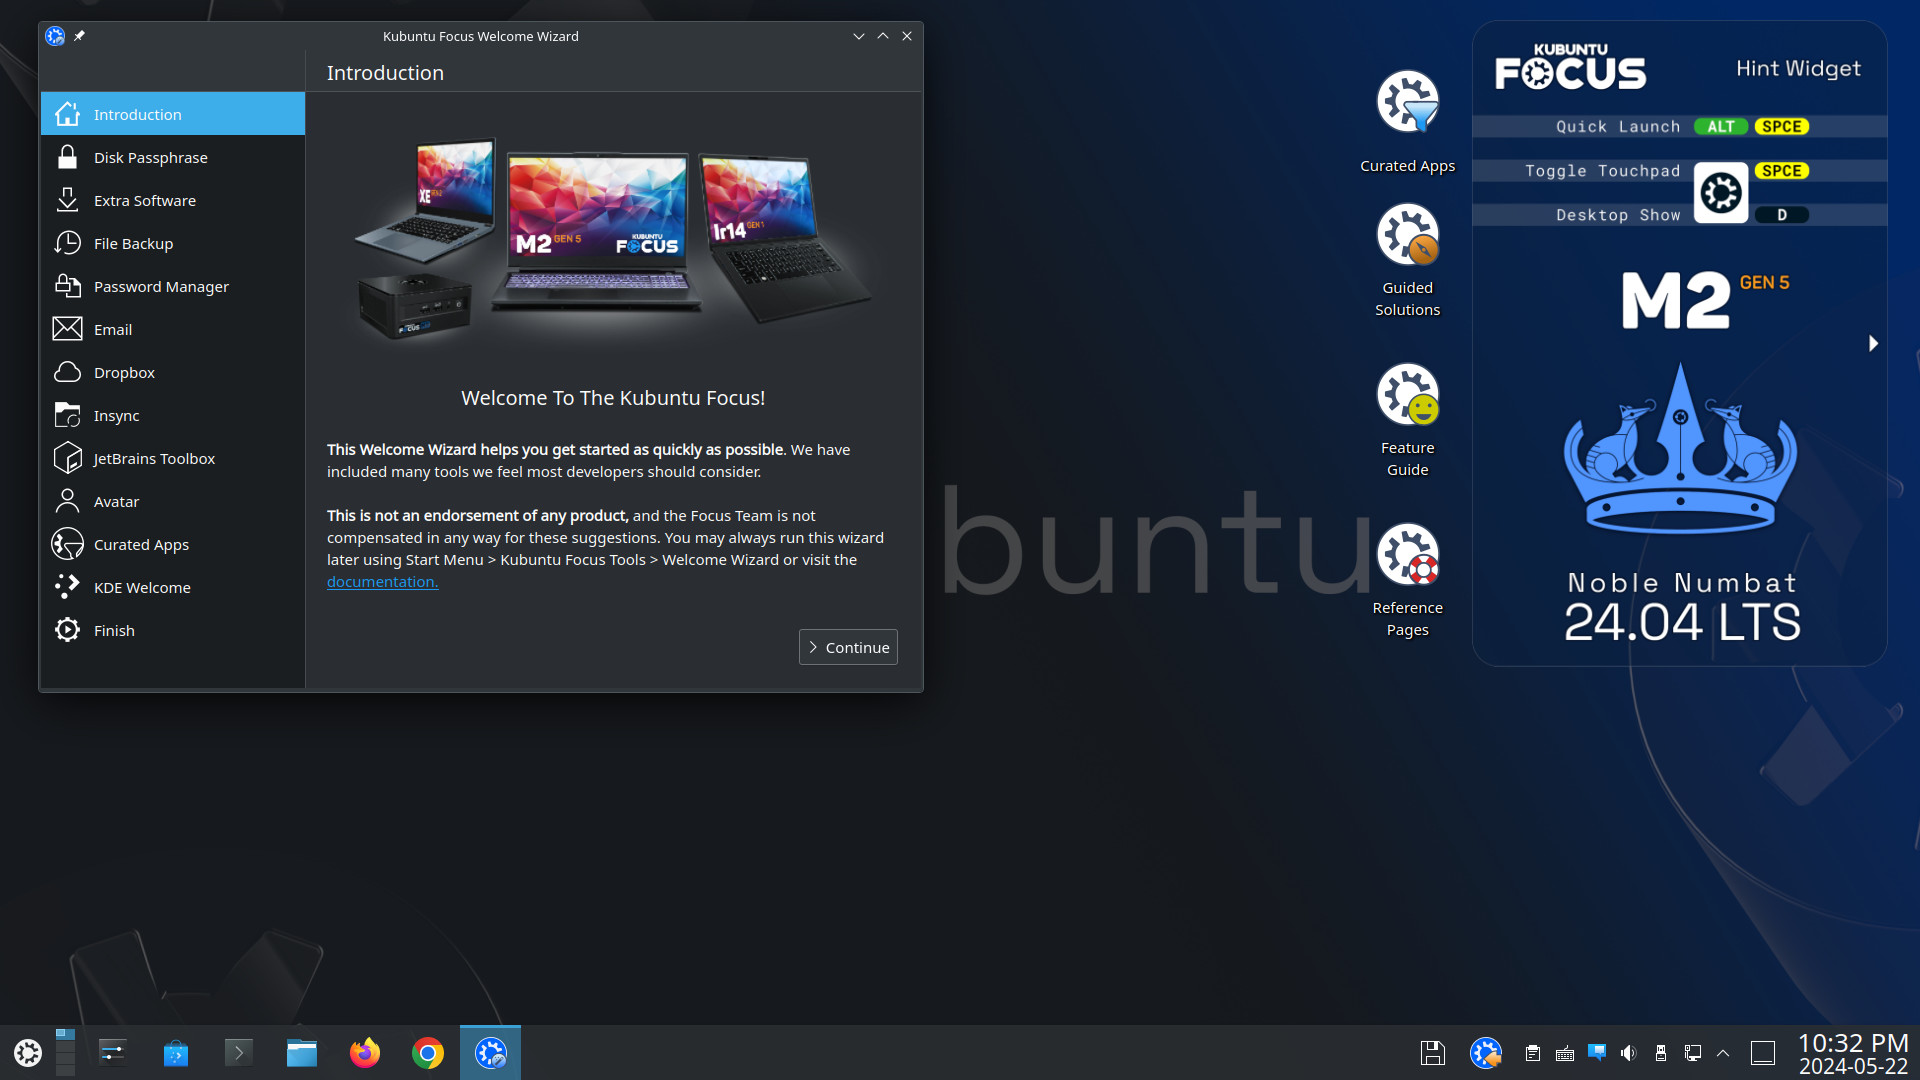 Kubuntu Focus Welcome Wizard
Introduction
Introduction
Disk Passphrase
Extra Software
File Backup
Password Manager
Email
Dropbox
Insync
JetBrains Toolbox
Avatar
Curated Apps
KDE Welcome
Finish
XE GEN 2
M2 GEN 5
KUBUNTU
FOCUS
Ir14 GEN 1
FOCUS
Welcome To The Kubuntu Focus!
This Welcome Wizard helps you get started as quickly as possible. We have
included many tools we feel most developers should consider.
This is not an endorsement of any product, and the Focus Team is not
compensated in any way for these suggestions. You may always run this wizard
later using Start Menu > Kubuntu Focus Tools > Welcome Wizard or visit the
documentation.
Continue
buntu
Curated Apps
Guided
Solutions
Feature
Guide
Reference
Pages
KUBUNTU
FOCUS
Hint Widget
Quick Launch ALT SPCE
Toggle Touchpad SPCE
Desktop Show D
M2 GEN 5
Noble Numbat
24.04 LTS
10:32 PM
2024-05-22